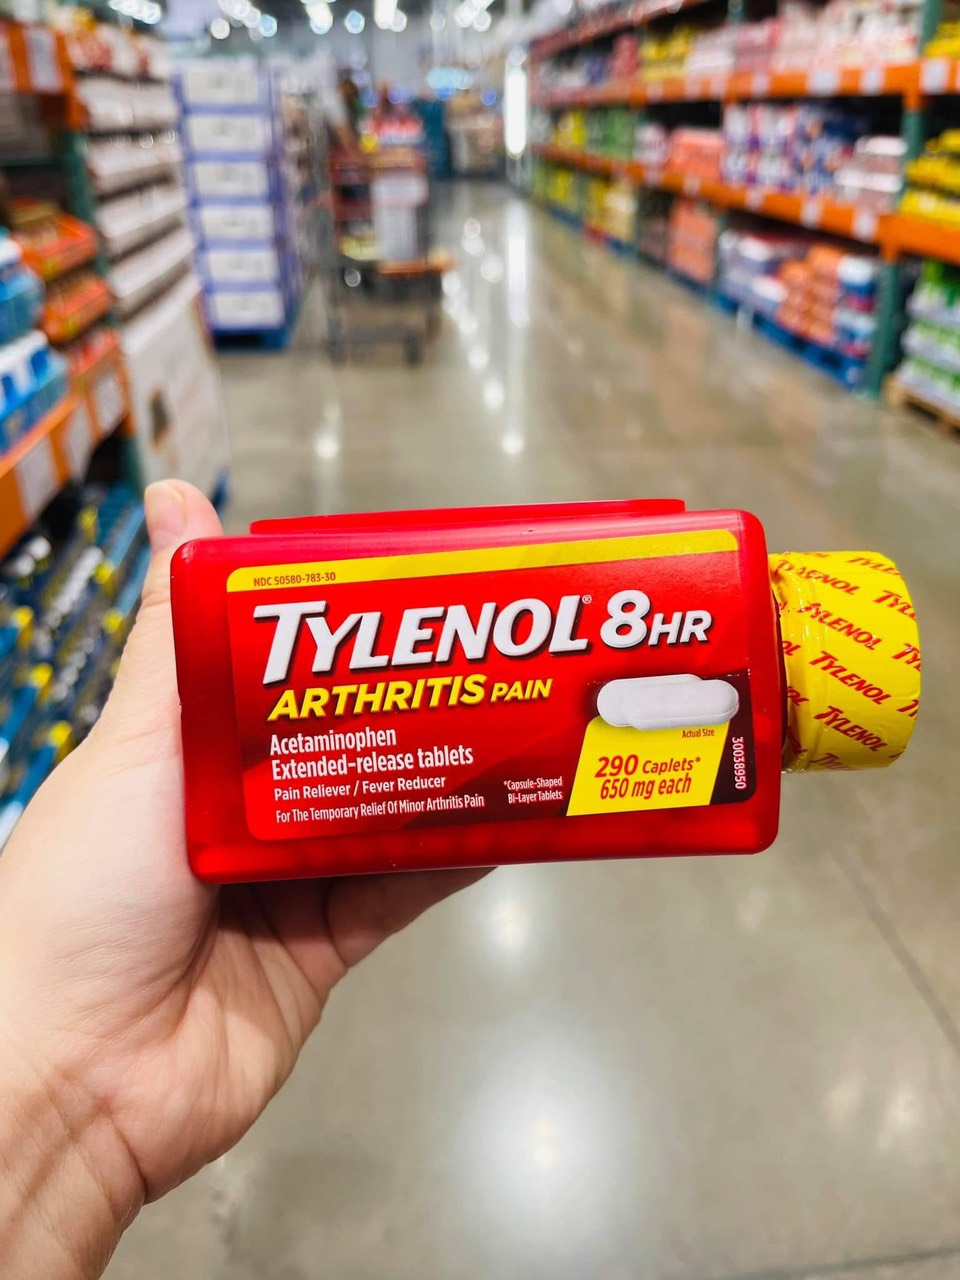 NDC 50580-783-30
TYLENOL® 8HR
ARTHRITIS PAIN
Acetaminophen
Extended-release tablets
Pain Reliever / Fever Reducer
For The Temporary Relief Of Minor Arthritis Pain
*Capsule-Shaped
Bi-Layer Tablets
Actual Size
290 Caplets*
650 mg each
30038950
TYLENOL
TYLENOL
TYLENOL